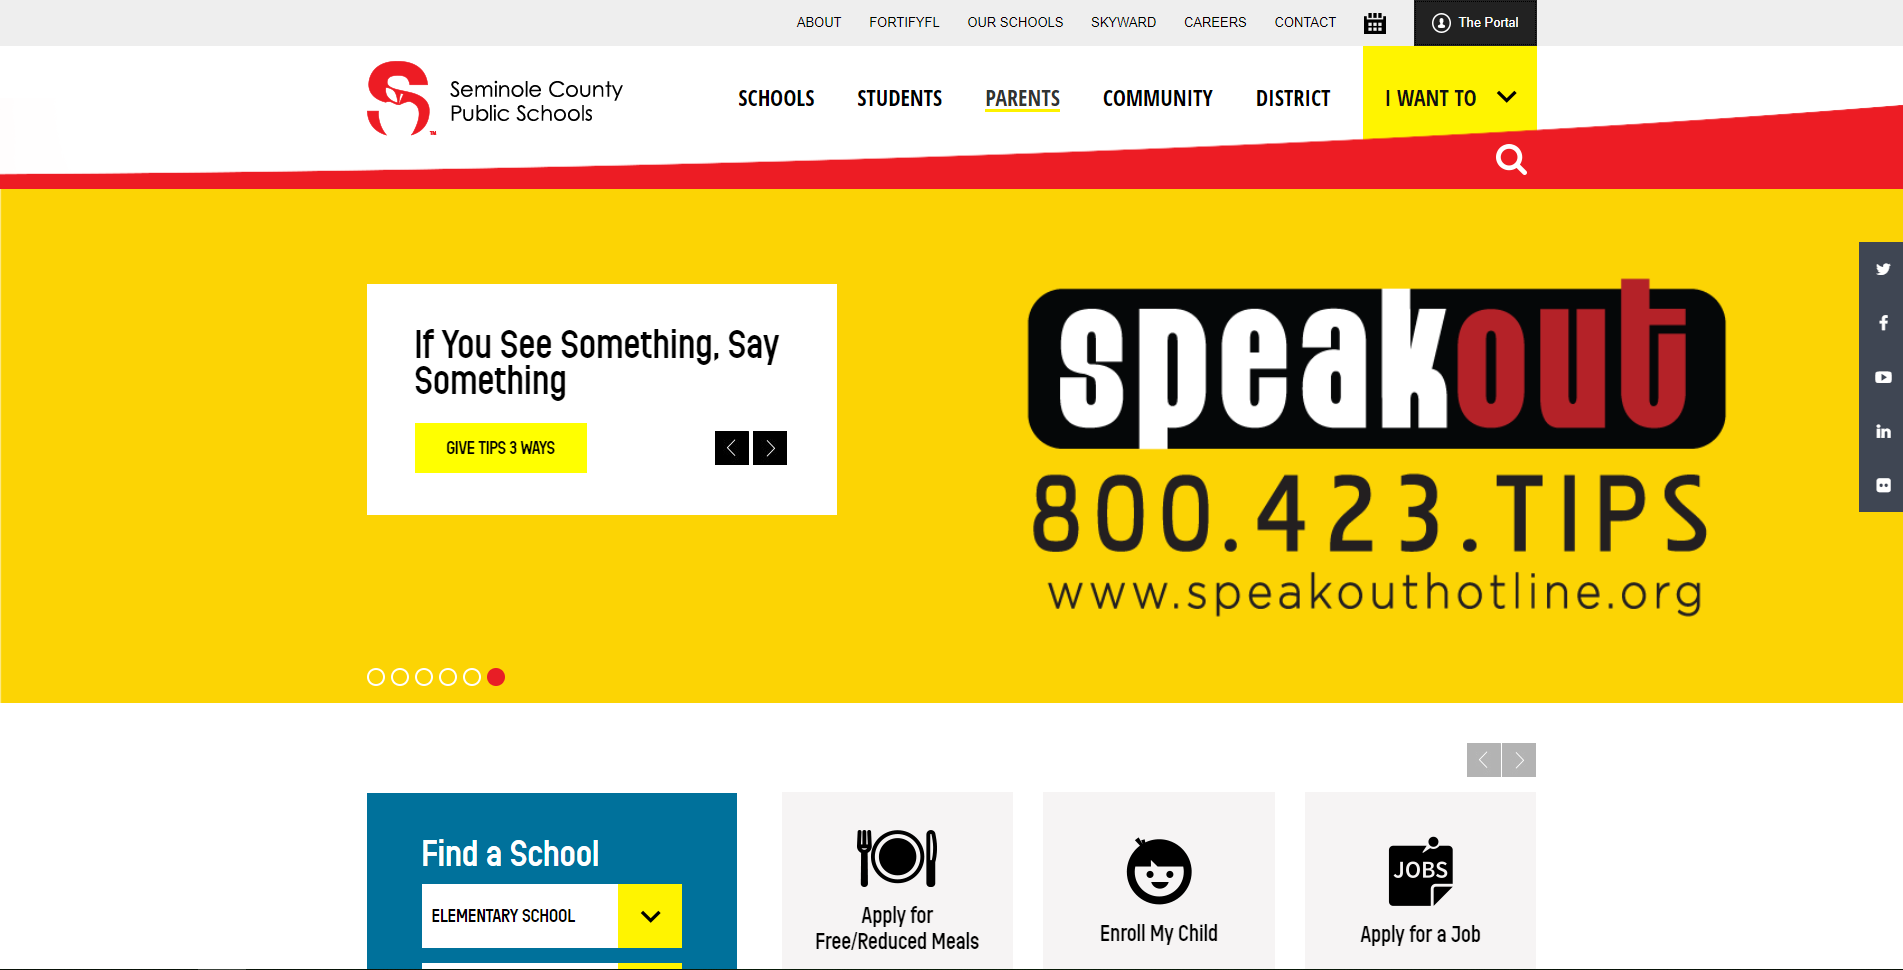 ABOUT FORTIFYFL OUR SCHOOLS SKYWARD CAREERS CONTACT The Portal
Seminole County
Public Schools
TM
SCHOOLS STUDENTS PARENTS COMMUNITY DISTRICT I WANT TO
If You See Something, Say
Something
GIVE TIPS 3 WAYS
speakout
800.423.TIPS
www.speakouthotline.org
Find a School
ELEMENTARY SCHOOL
Apply for
Free/Reduced Meals
Enroll My Child
JOBS
Apply for a Job